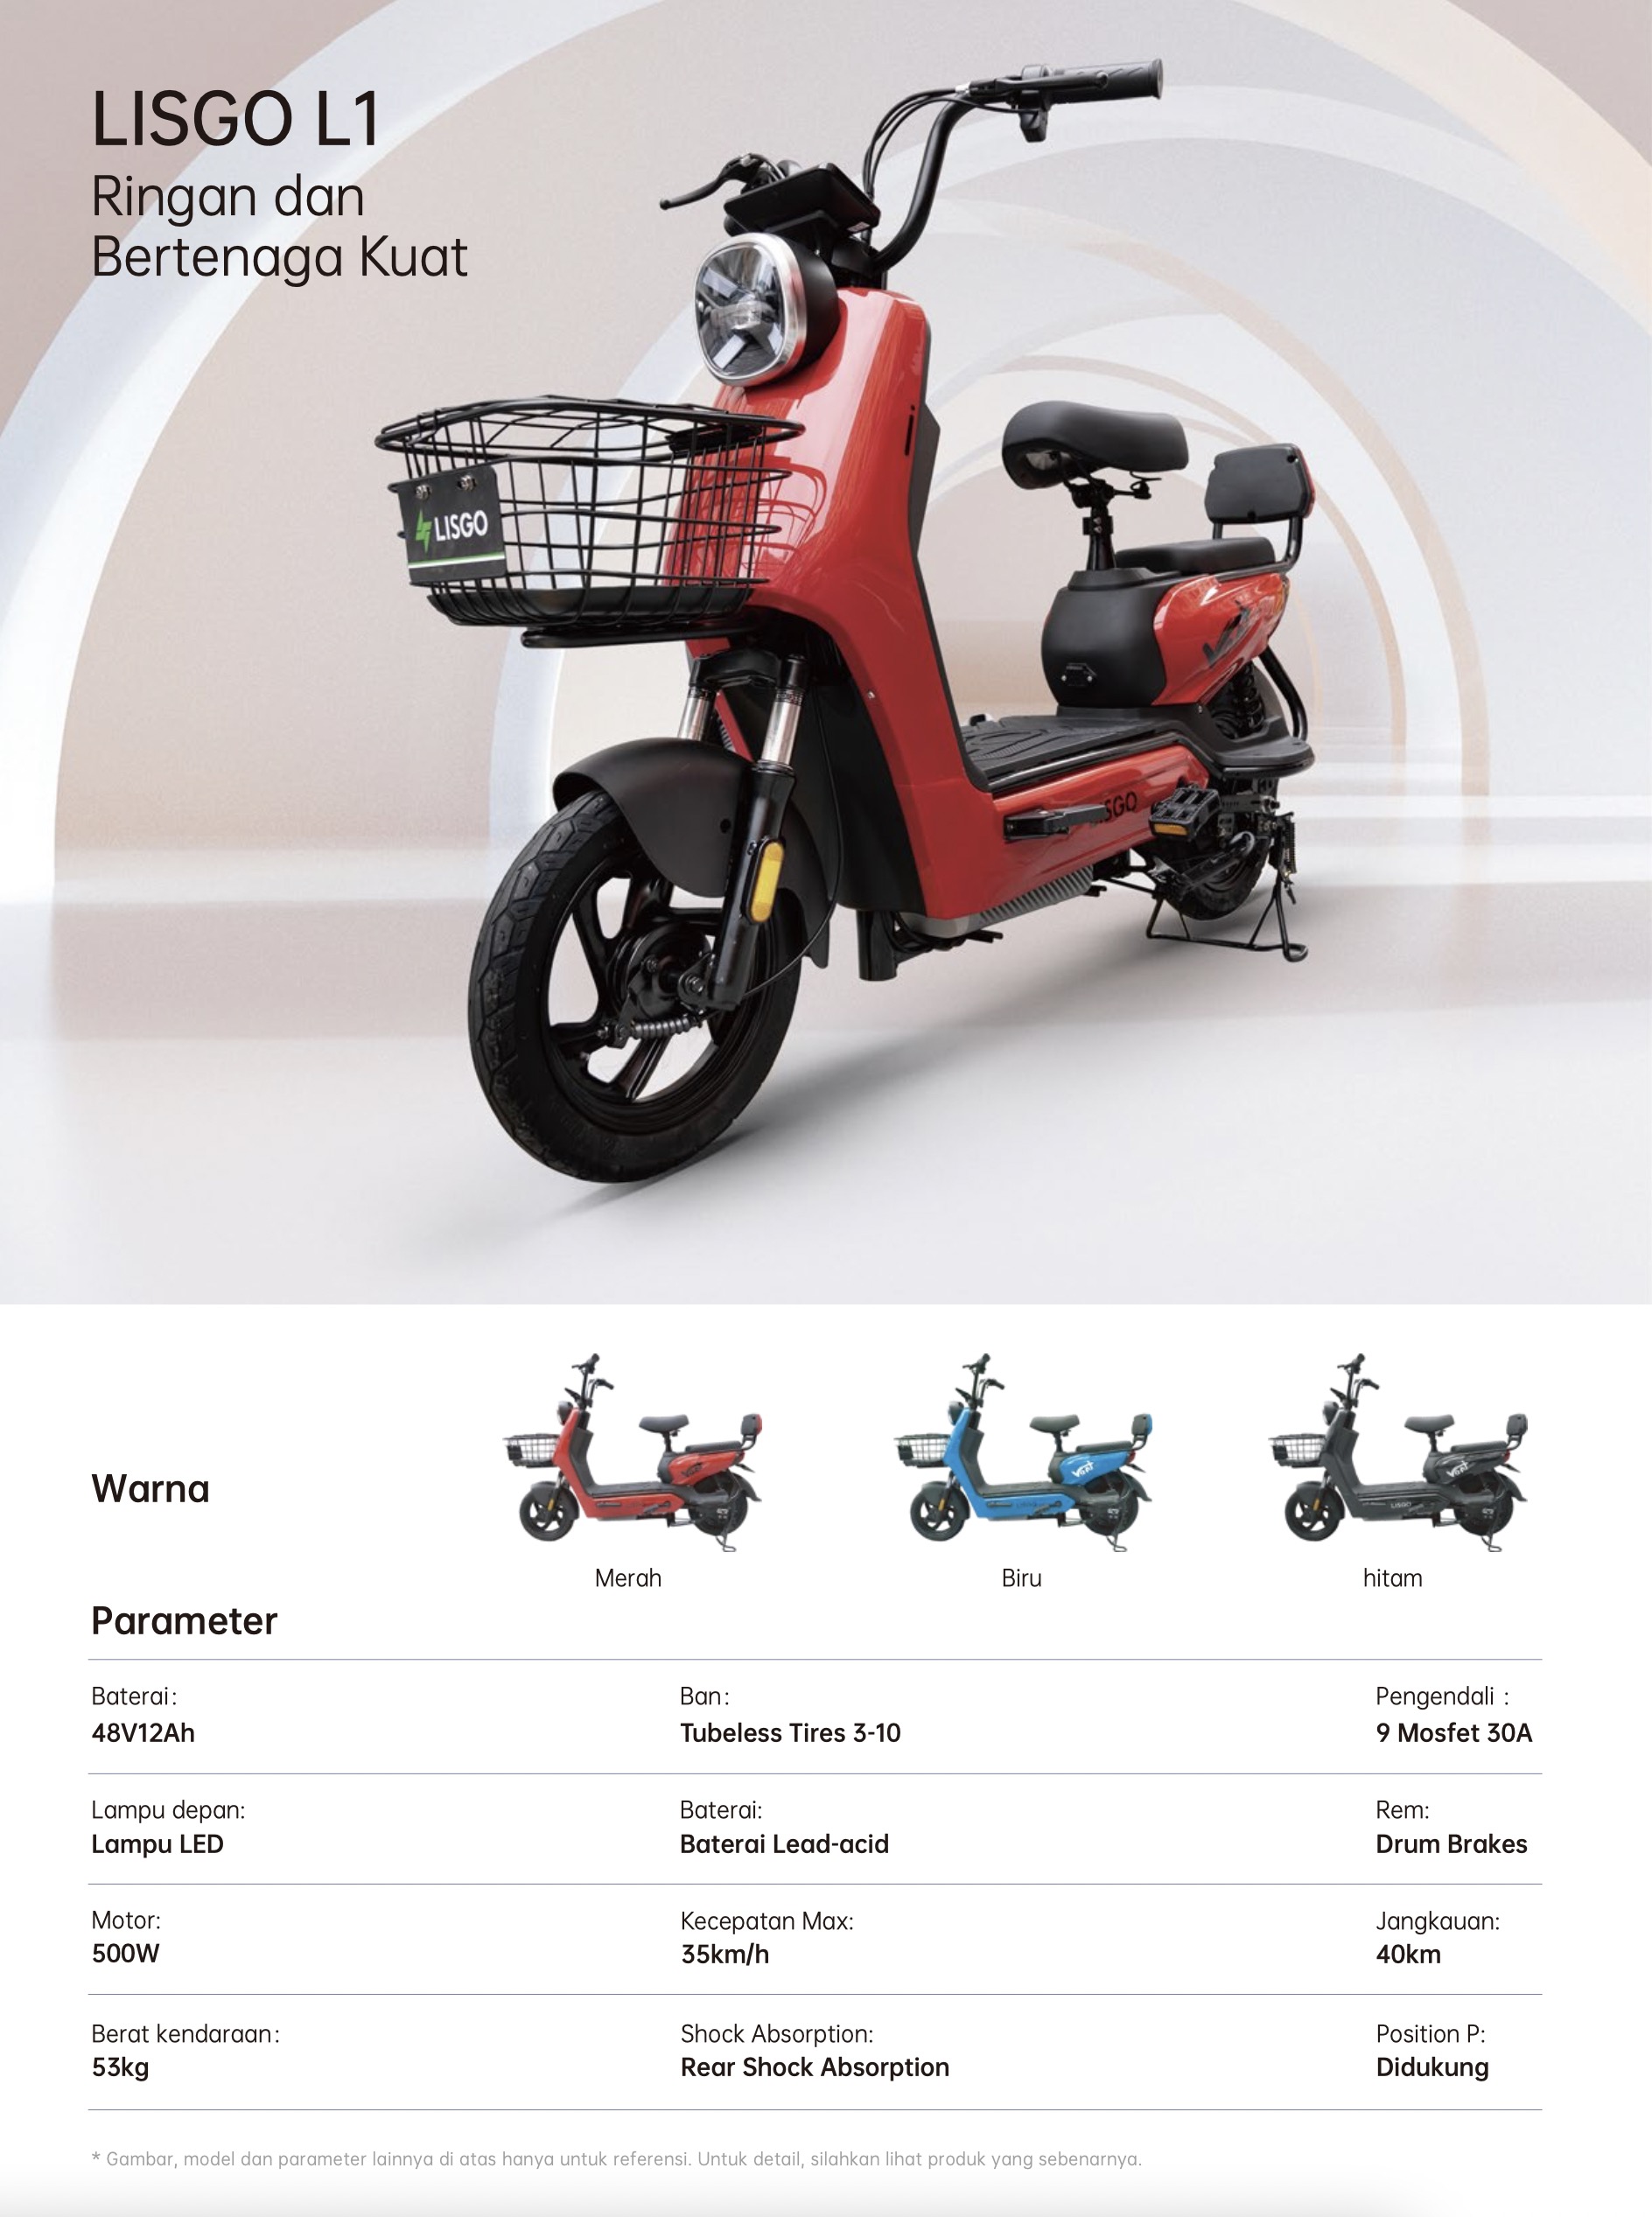 LISGO L1
Ringan dan
Bertenaga Kuat
LISGO
SGO
Warna
Merah
Biru
LISGO
hitam
Parameter
Baterai:
48V12Ah
Ban:
Tubeless Tires 3-10
Pengendali :
9 Mosfet 30A
Lampu depan:
Lampu LED
Baterai:
Baterai Lead-acid
Rem:
Drum Brakes
Motor:
500W
Kecepatan Max:
35km/h
Jangkauan:
40km
Berat kendaraan:
53kg
Shock Absorption:
Rear Shock Absorption
Position P:
Didukung
* Gambar, model dan parameter lainnya di atas hanya untuk referensi. Untuk detail, silahkan lihat produk yang sebenarnya.